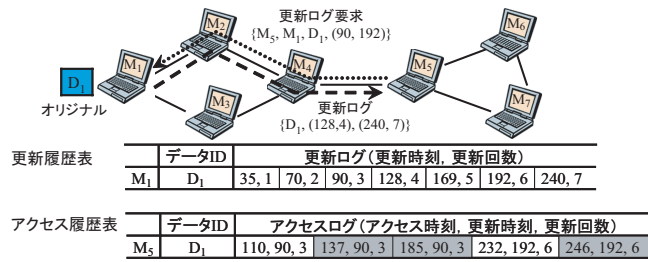 更新ログ要求
{M5, M1, D1, (90, 192)}
M2
M6
M1
M4
M5
D1
オリジナル
M3
M7
更新ログ
{D1, (128,4), (240, 7)}
更新履歴表
データID 更新ログ(更新時刻, 更新回数)
M1 D1 35, 1 70, 2 90, 3 128, 4 169, 5 192, 6 240, 7
アクセス履歴表
データID アクセスログ(アクセス時刻, 更新時刻, 更新回数)
M5 D1 110, 90, 3 137, 90, 3 185, 90, 3 232, 192, 6 246, 192, 6